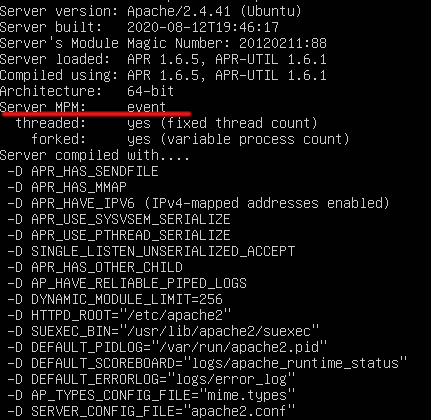 Server version: Apache/2.4.41 (Ubuntu)
Server built:   2020-08-12T19:46:17
Server's Module Magic Number: 20120211:88
Server loaded:  APR 1.6.5, APR-UTIL 1.6.1
Compiled using: APR 1.6.5, APR-UTIL 1.6.1
Architecture:   64-bit
Server MPM:     event
  threaded:     yes (fixed thread count)
    forked:     yes (variable process count)
Server compiled with....
 -D APR_HAS_SENDFILE
 -D APR_HAS_MMAP
 -D APR_HAVE_IPV6 (IPv4-mapped addresses enabled)
 -D APR_USE_SYSVSEM_SERIALIZE
 -D APR_USE_PTHREAD_SERIALIZE
 -D SINGLE_LISTEN_UNSERIALIZED_ACCEPT
 -D APR_HAS_OTHER_CHILD
 -D AP_HAVE_RELIABLE_PIPED_LOGS
 -D DYNAMIC_MODULE_LIMIT=256
 -D HTTPD_ROOT="/etc/apache2"
 -D SUEXEC_BIN="/usr/lib/apache2/suexec"
 -D DEFAULT_PIDLOG="/var/run/apache2.pid"
 -D DEFAULT_SCOREBOARD="logs/apache_runtime_status"
 -D DEFAULT_ERRORLOG="logs/error_log"
 -D AP_TYPES_CONFIG_FILE="mime.types"
 -D SERVER_CONFIG_FILE="apache2.conf"